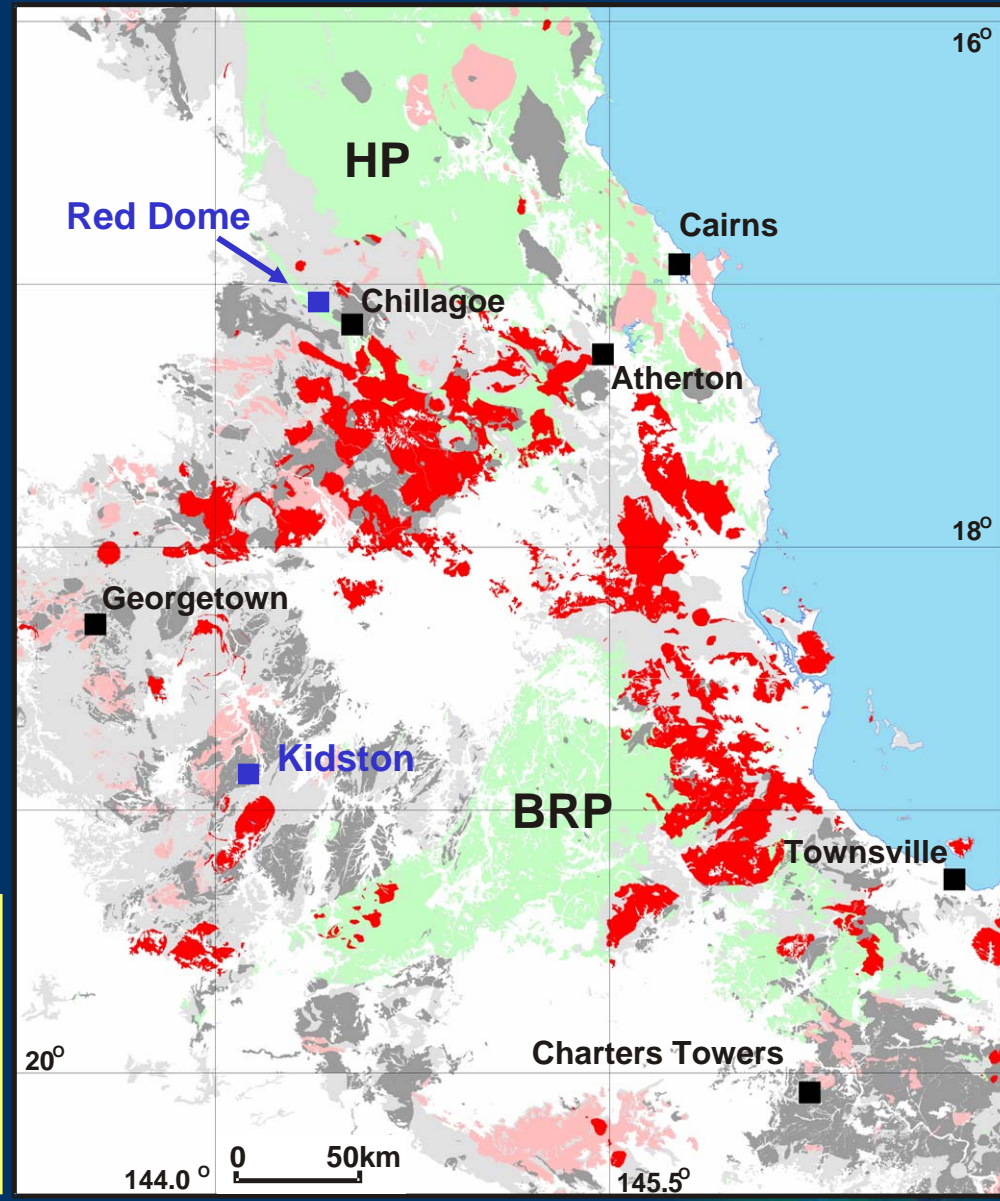 16°
HP
Red Dome
Cairns
Chillagoe
Atherton
18°
Georgetown
Kidston
BRP
Townsville
20°
Charters Towers
0 50km
144.0 °
145.5°